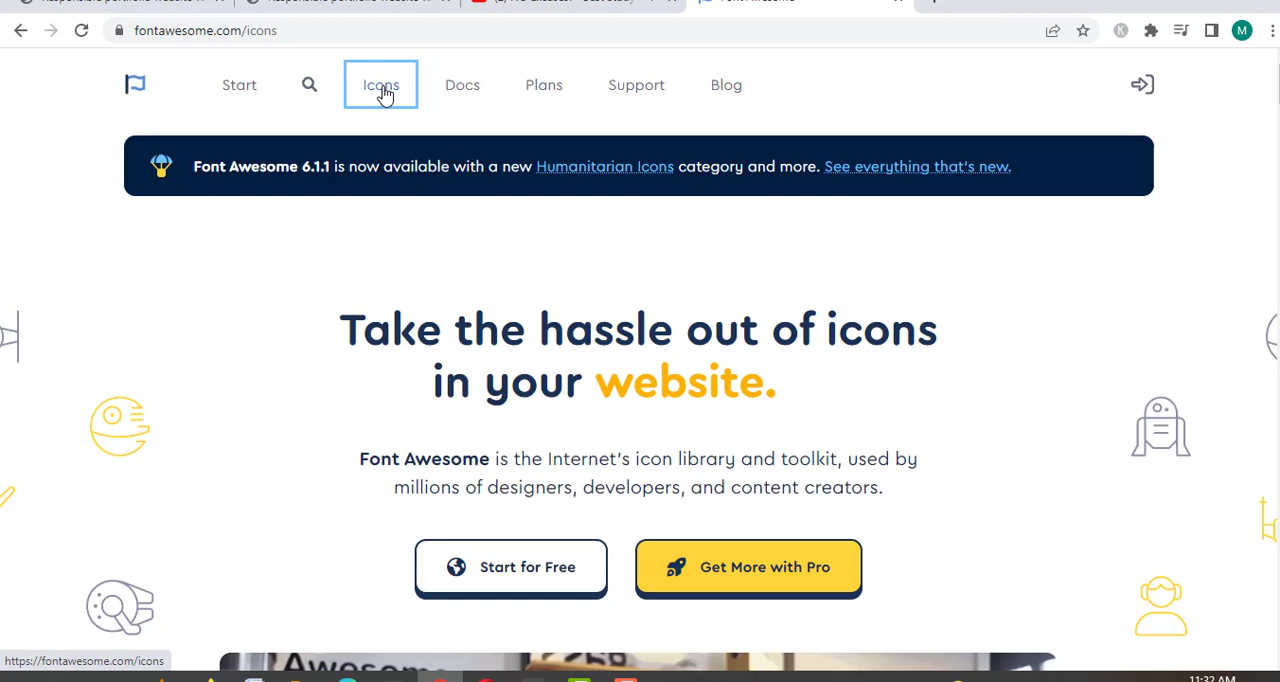 fontawesome.com/icons
M
Start
Icons
Docs
Plans
Support
Blog
Font Awesome 6.1.1 is now available with a new Humanitarian Icons category and more. See everything that's new.
Take the hassle out of icons
in your website.
Font Awesome is the Internet's icon library and toolkit, used by
millions of designers, developers, and content creators.
Start for Free
Get More with Pro
https://fontawesome.com/icons
Awesome
11:32 AM